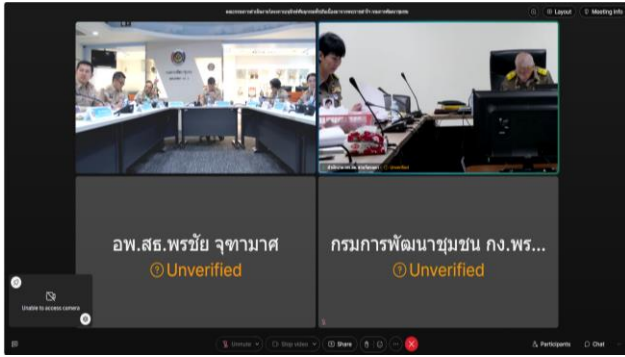 Layout
Meeting info
Unverified
อพ.สธ.พรชัย จุฑามาศ
Unverified
กรมการพัฒนาชุมชน กง.พร...
Unverified
Unable to access camera
Unmute
Stop video
Share
Participants
Chat